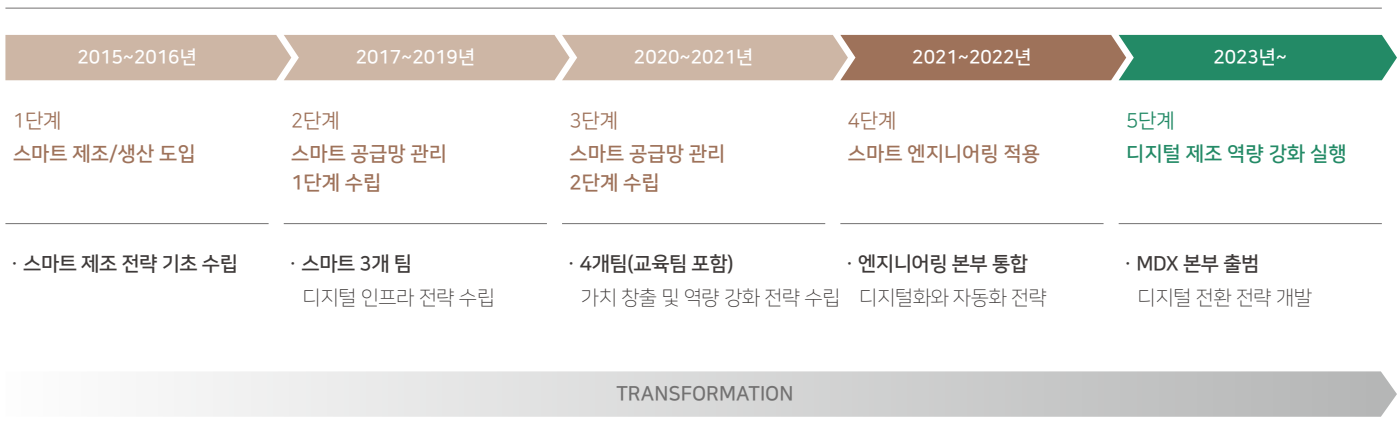 2015~2016년
2017~2019년
2020~2021년
2021~2022년
2023년~
1단계
스마트 제조/생산 도입
2단계
스마트 공급망 관리
1단계 수립
3단계
스마트 공급망 관리
2단계 수립
4단계
스마트 엔지니어링 적용
5단계
디지털 제조 역량 강화 실행
· 스마트 제조 전략 기초 수립
· 스마트 3개 팀
디지털 인프라 전략 수립
· 4개팀(교육팀 포함)
가치 창출 및 역량 강화 전략 수립
· 엔지니어링 본부 통합
디지털화와 자동화 전략
· MDX 본부 출범
디지털 전환 전략 개발
TRANSFORMATION